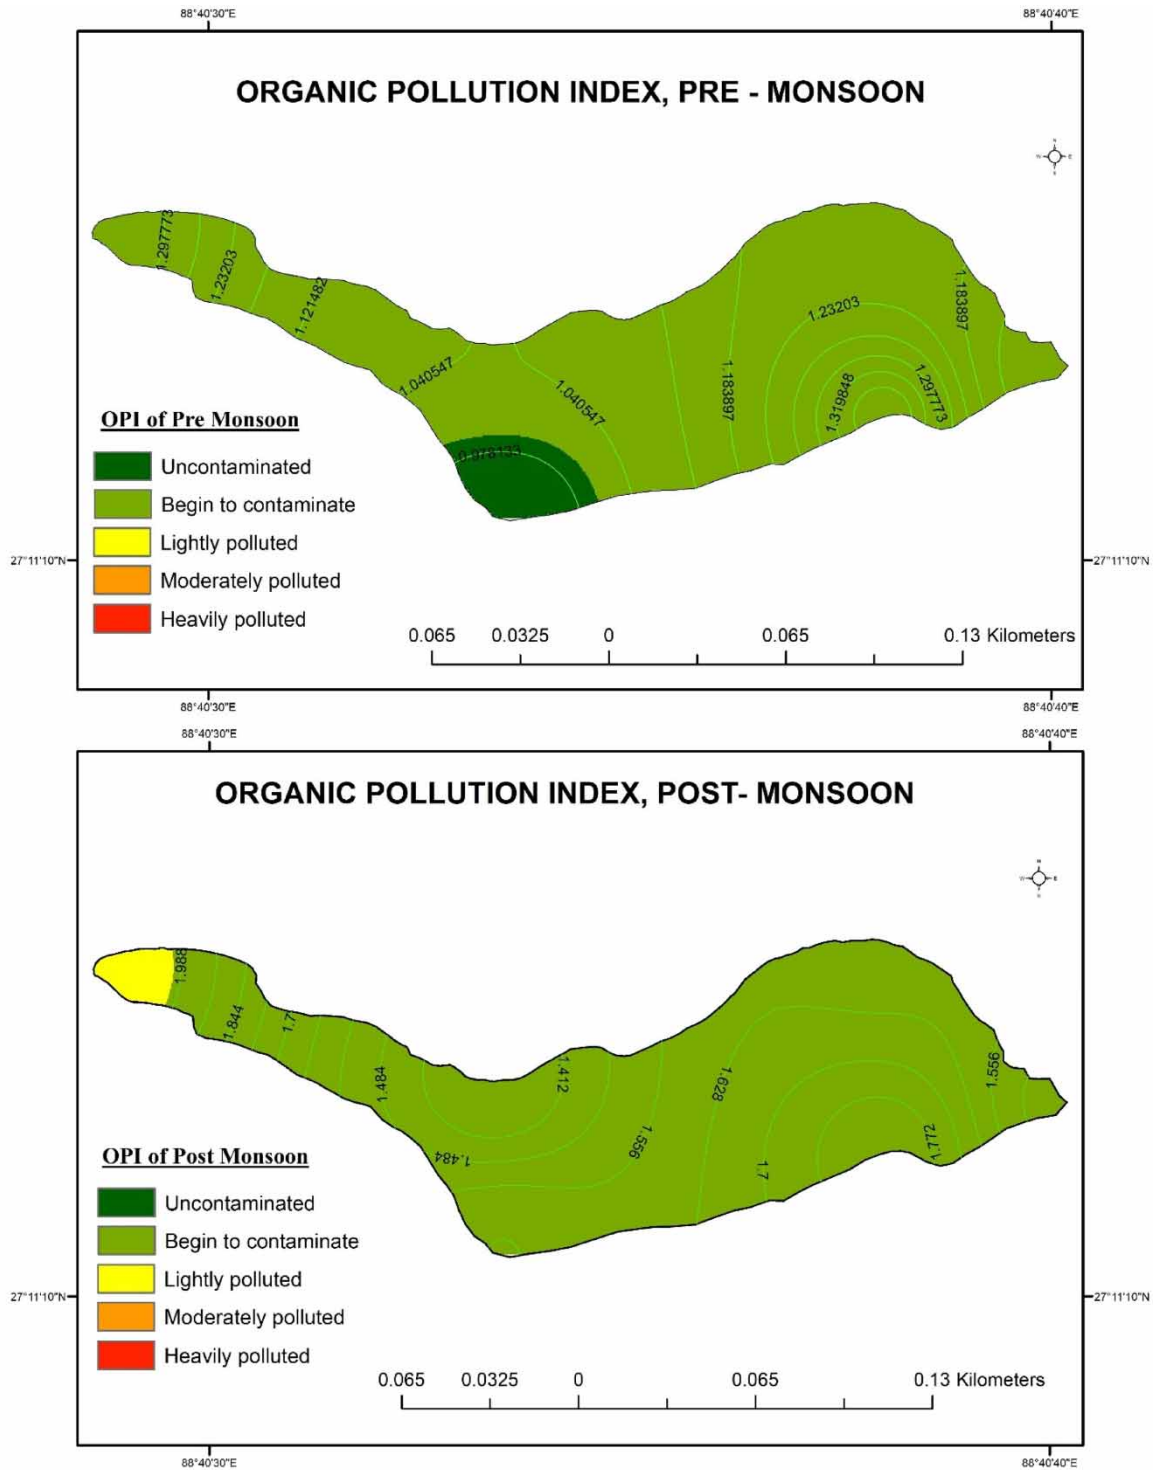 88°40'30"E 88°40'40"E
ORGANIC POLLUTION INDEX, PRE - MONSOON
1.297773
1.23203
1.121482
1.040547
1.040547
0.978133
1.183897
1.23203
1.319848
1.297773
1.183897
OPI of Pre Monsoon
Uncontaminated
Begin to contaminate
Lightly polluted
Moderately polluted
Heavily polluted
27°11'10"N 27°11'10"N
0.065 0.0325 0 0.065 0.13 Kilometers
88°40'30"E 88°40'40"E
88°40'30"E 88°40'40"E
ORGANIC POLLUTION INDEX, POST- MONSOON
1.988
1.844
1.7
1.484
1.412
1.484
1.556
1.628
1.7
1.772
1.556
OPI of Post Monsoon
Uncontaminated
Begin to contaminate
Lightly polluted
Moderately polluted
Heavily polluted
27°11'10"N 27°11'10"N
0.065 0.0325 0 0.065 0.13 Kilometers
88°40'30"E 88°40'40"E